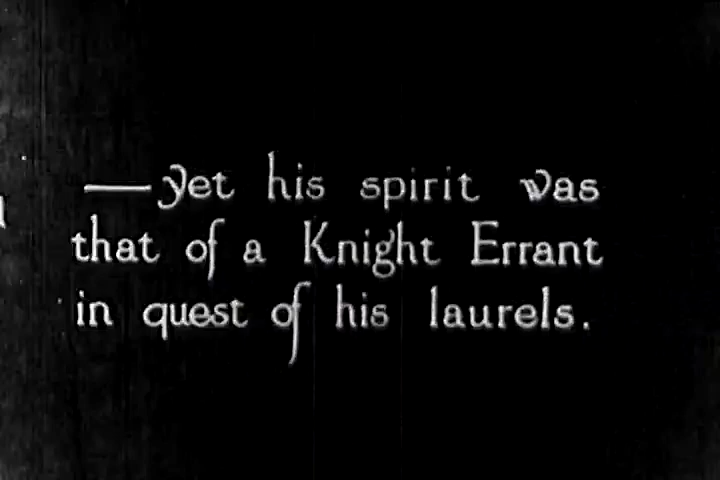 —yet his spirit was
that of a Knight Errant
in quest of his laurels.